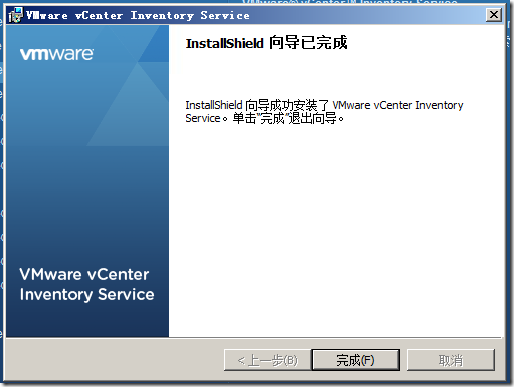 VMware vCenter Inventory Service
vmware
InstallShield 向导已完成
InstallShield 向导成功安装了 VMware vCenter Inventory
Service。单击"完成"退出向导。
VMware vCenter
Inventory Service
< 上一步(B)
完成(F)
取消